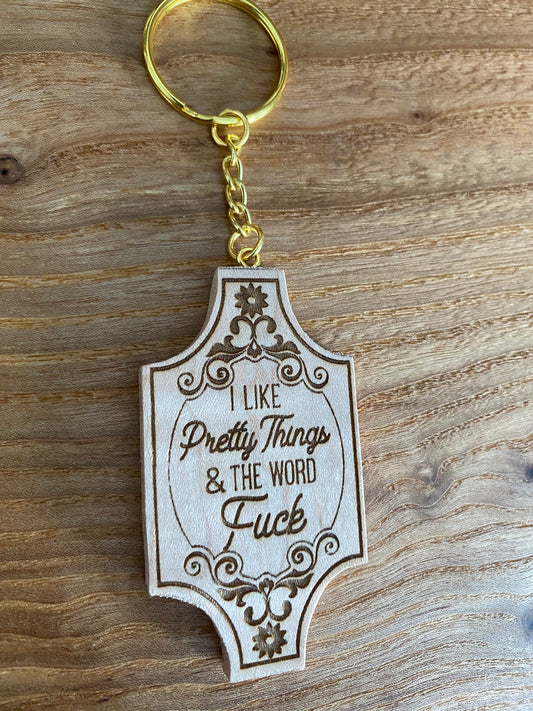 I LIKE
Pretty Things
& THE WORD
Fuck